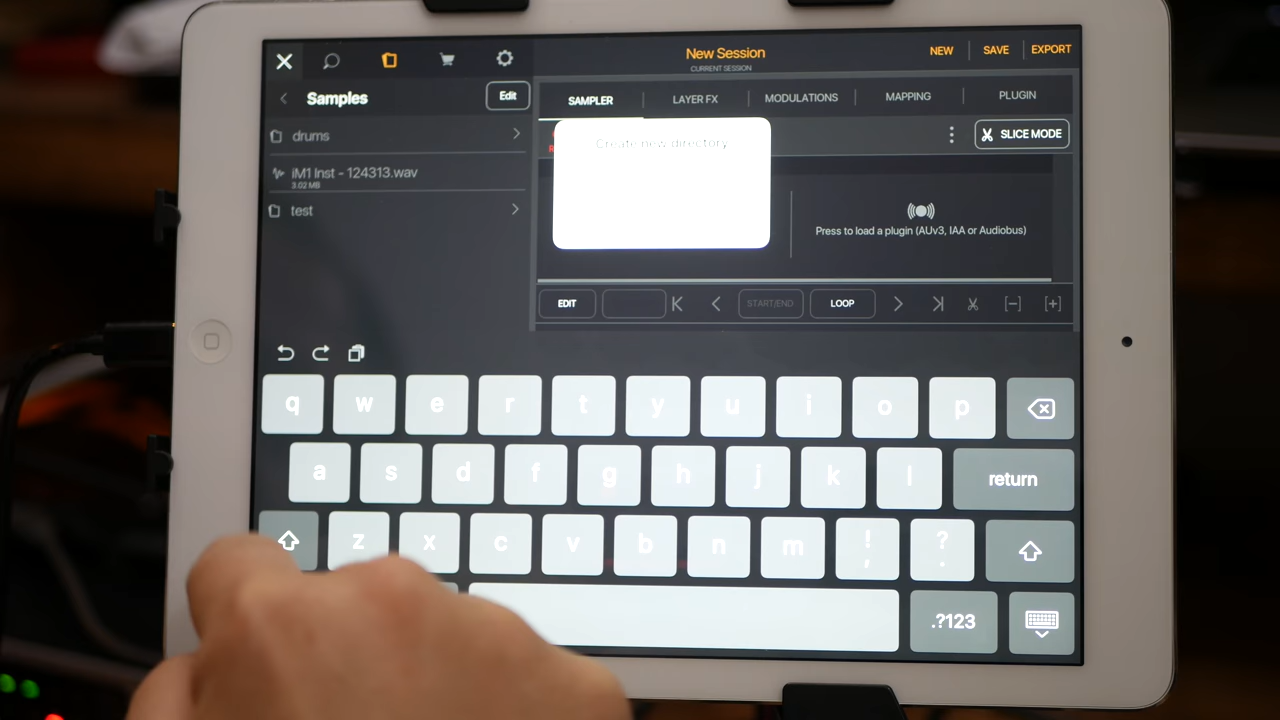 New Session
CURRENT SESSION
NEW
SAVE
EXPORT
Samples
Edit
SAMPLER
LAYER FX
MODULATIONS
MAPPING
PLUGIN
drums
Create new directory
SLICE MODE
iM1 Inst - 124313.wav
3.02 MB
test
Press to load a plugin (AUv3, IAA or Audiobus)
EDIT
START/END
LOOP
[-]
[+]
q w e r t y u i o p
a s d f g h j k l return
z x c v b n m ! , ? .
.?123